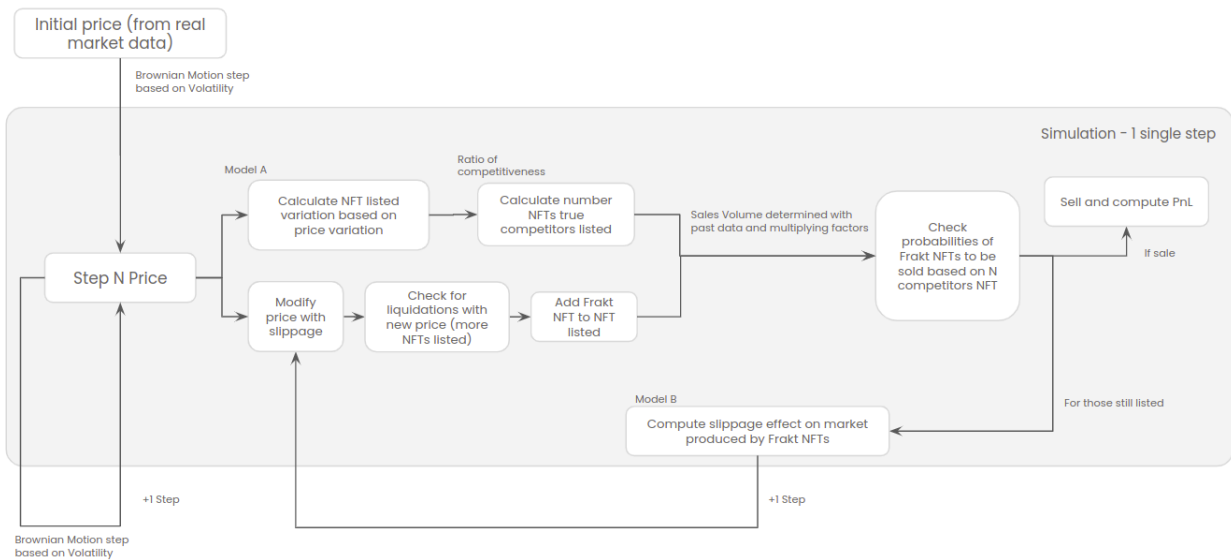 Initial price (from real
market data)
Brownian Motion step
based on Volatility
Simulation - 1 single step
Model A
Calculate NFT listed
variation based on
price variation
Ratio of
competitiveness
Calculate number
NFTs true
competitors listed
Sales Volume determined with
past data and multiplying factors
Check
probabilities of
Frakt NFTs to be
sold based on N
competitors NFT
Sell and compute PnL
If sale
Step N Price
Modify
price with
slippage
Check for
liquidations with
new price (more
NFTs listed)
Add Frakt
NFT to NFT
listed
For those still listed
Model B
Compute slippage effect on market
produced by Frakt NFTs
+1 Step
+1 Step
Brownian Motion step
based on Volatility